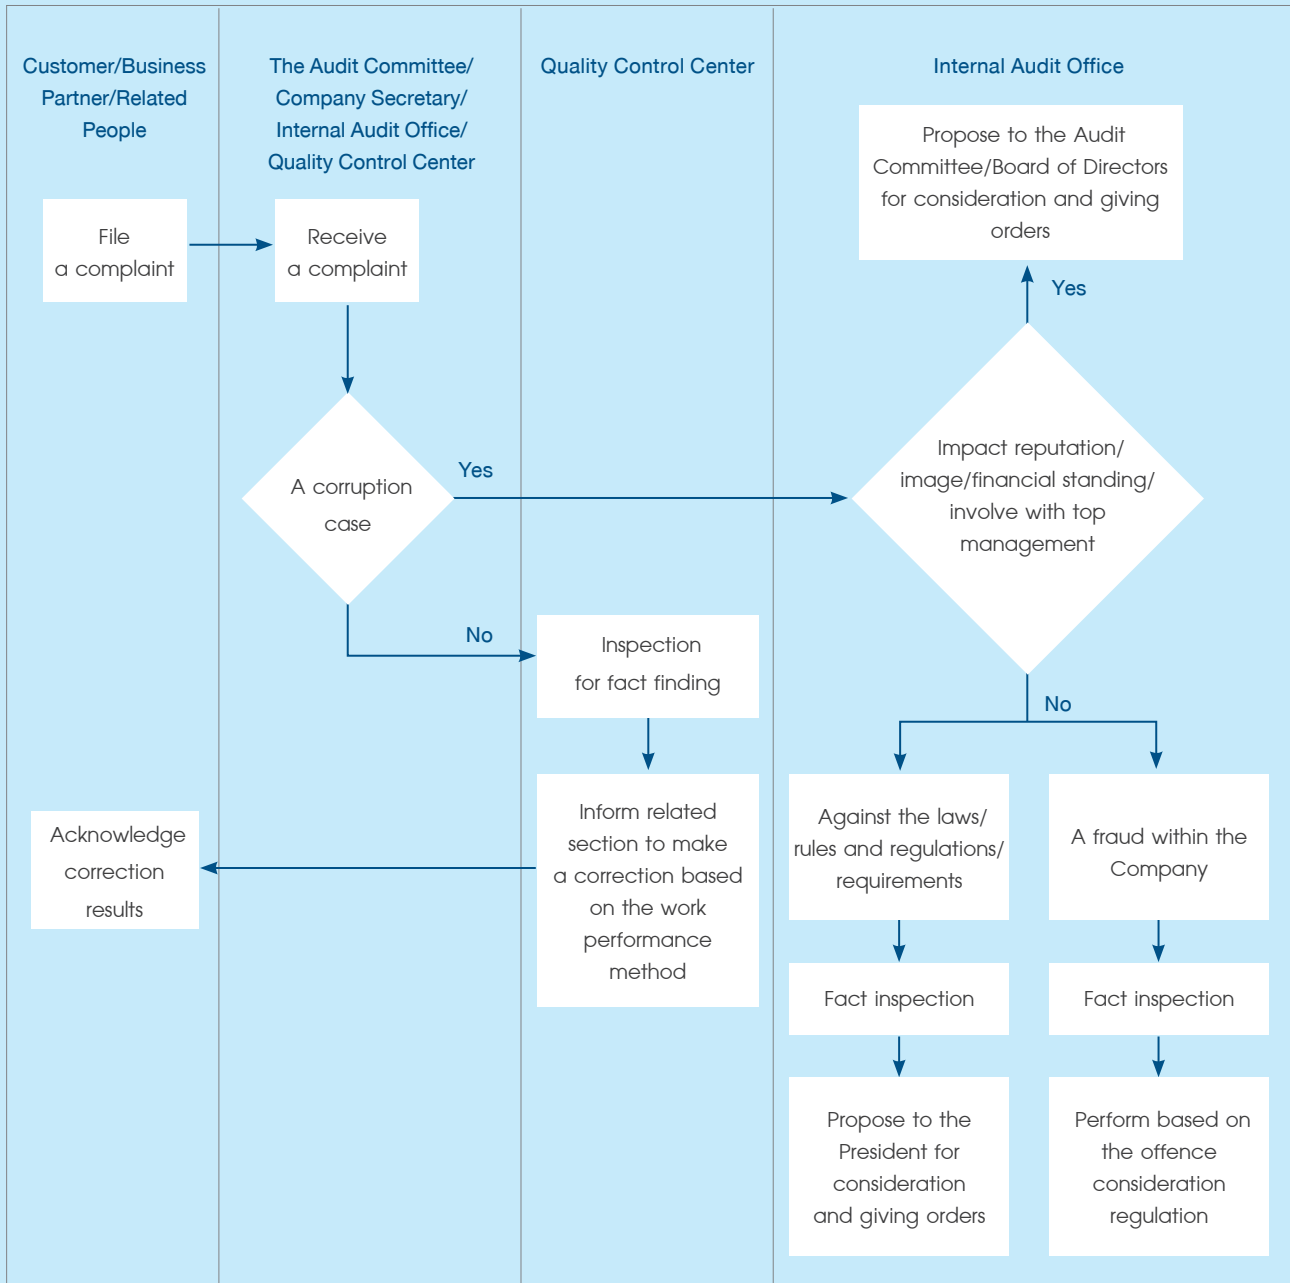 Customer/Business
Partner/Related
People
The Audit Committee/
Company Secretary/
Internal Audit Office/
Quality Control Center
Quality Control Center
Internal Audit Office
Propose to the Audit
Committee/Board of Directors
for consideration and giving
orders
File
a complaint
Receive
a complaint
Yes
A corruption
case
Yes
Impact reputation/
image/financial standing/
involve with top
management
No
Inspection
for fact finding
No
Acknowledge
correction
results
Inform related
section to make
a correction based
on the work
performance
method
Against the laws/
rules and regulations/
requirements
A fraud within the
Company
Fact inspection
Fact inspection
Propose to the
President for
consideration
and giving orders
Perform based on
the offence
consideration
regulation